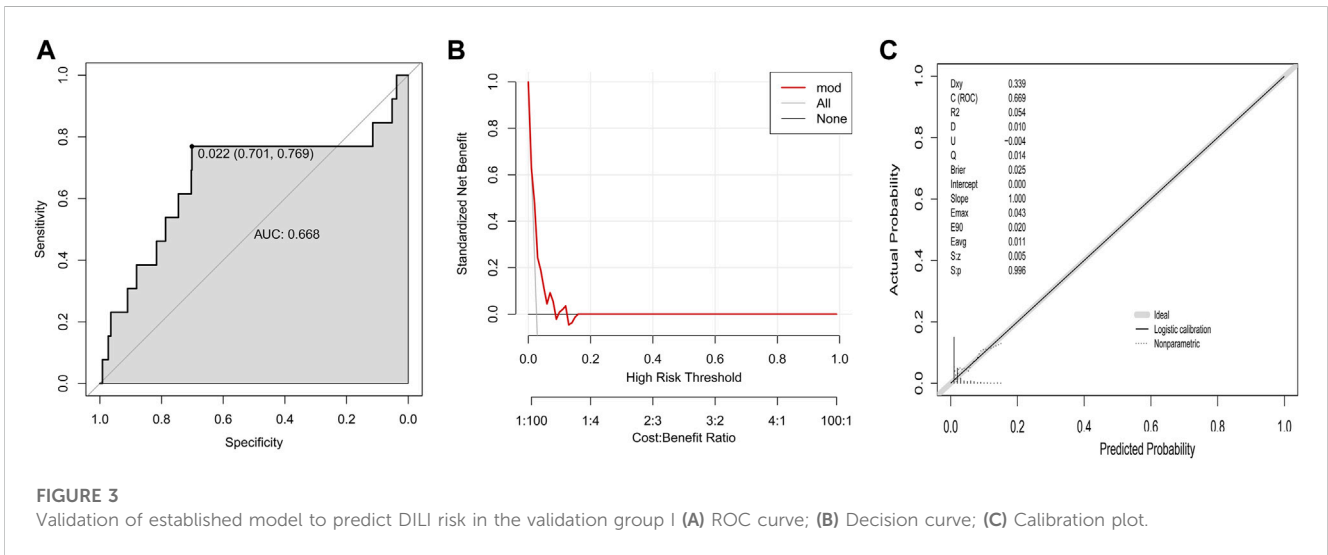 A
1.0
0.8
0.6
0.4
0.2
0.0
Sensitivity
0.022 (0.701, 0.769)
AUC: 0.668
1.0 0.8 0.6 0.4 0.2 0.0
Specificity
B
1.0
0.8
0.6
0.4
0.2
0.0
Standardized Net Benefit
mod
All
None
0.0 0.2 0.4 0.6 0.8 1.0
High Risk Threshold
1:100 1:4 2:3 3:2 4:1 100:1
Cost:Benefit Ratio
C
1.0
0.8
0.6
0.4
0.2
0.0
Actual Probability
Dxy 0.339
C (ROC) 0.669
R2 0.054
D 0.010
U −0.004
Q 0.014
Brier 0.025
Intercept 0.000
Slope 1.000
Emax 0.043
E90 0.020
Eavg 0.011
S:z 0.005
S:p 0.996
Ideal
Logistic calibration
Nonparametric
0.0 0.2 0.4 0.6 0.8 1.0
Predicted Probability
FIGURE 3
Validation of established model to predict DILI risk in the validation group I (A) ROC curve; (B) Decision curve; (C) Calibration plot.